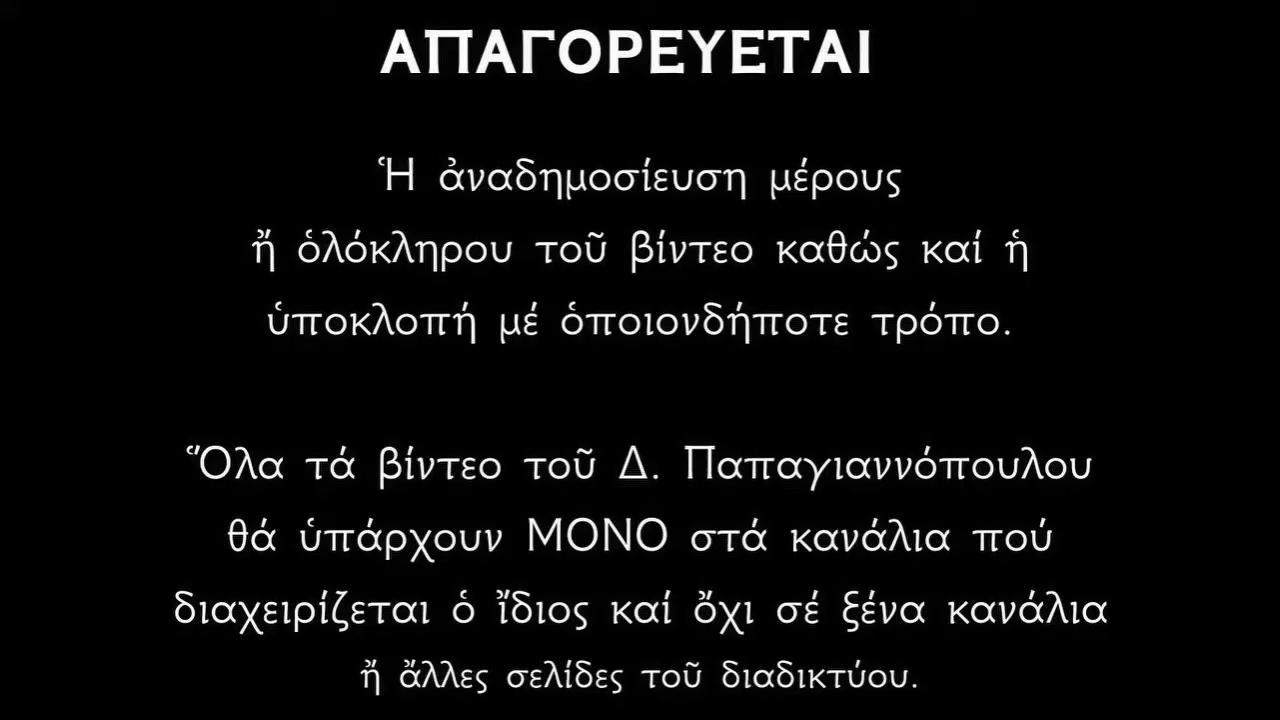 ΑΠΑΓΟΡΕΥΕΤΑΙ
Ἡ ἀναδημοσίευση μέρους
ἤ ὁλόκληρου τοῦ βίντεο καθώς καί ἡ
ὑποκλοπή μέ ὁποιονδήποτε τρόπο.
Ὅλα τά βίντεο τοῦ Δ. Παπαγιαννόπουλου
θά ὑπάρχουν ΜΟΝΟ στά κανάλια πού
διαχειρίζεται ὁ ἴδιος καί ὄχι σέ ξένα κανάλια
ἤ ἄλλες σελίδες τοῦ διαδικτύου.